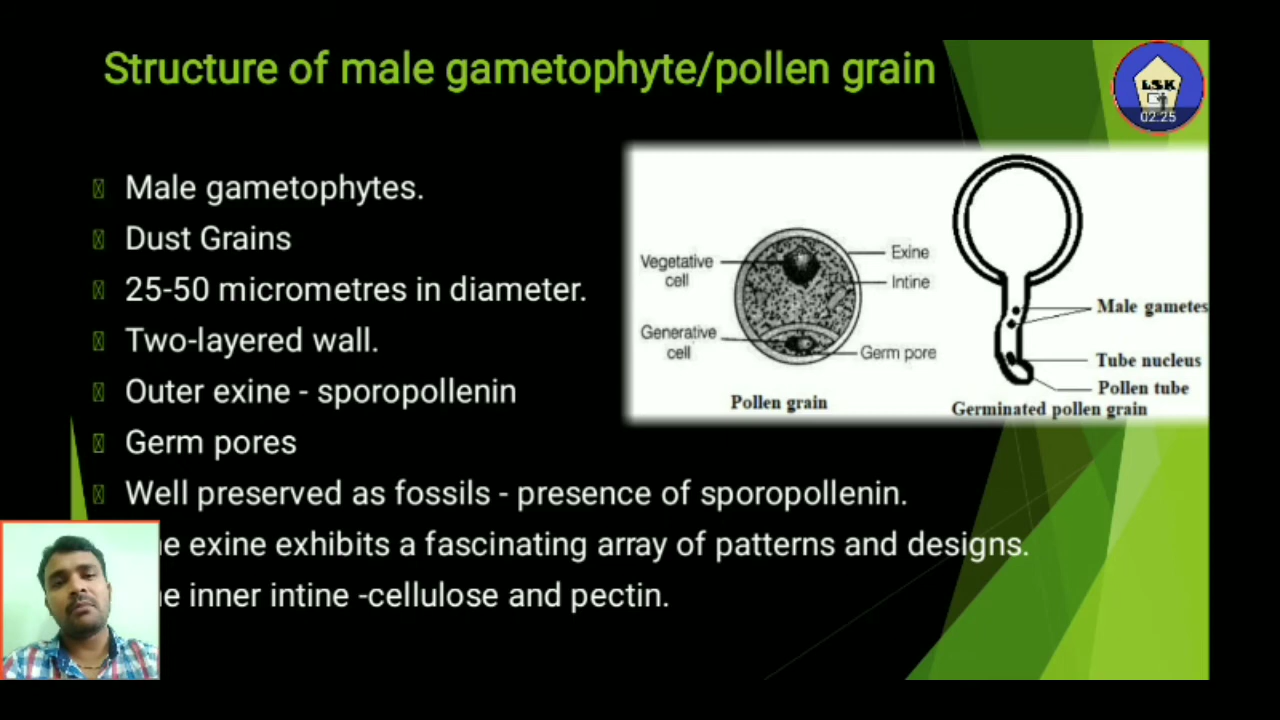 Structure of male gametophyte/pollen grain
LSK
02:25
Male gametophytes.
Dust Grains
25-50 micrometres in diameter.
Two-layered wall.
Outer exine - sporopollenin
Germ pores
Well preserved as fossils - presence of sporopollenin.
exine exhibits a fascinating array of patterns and designs.
inner intine -cellulose and pectin.
Vegetative
cell
Generative
cell
Exine
Intine
Germ pore
Pollen grain
Male gametes
Tube nucleus
Pollen tube
Germinated pollen grain